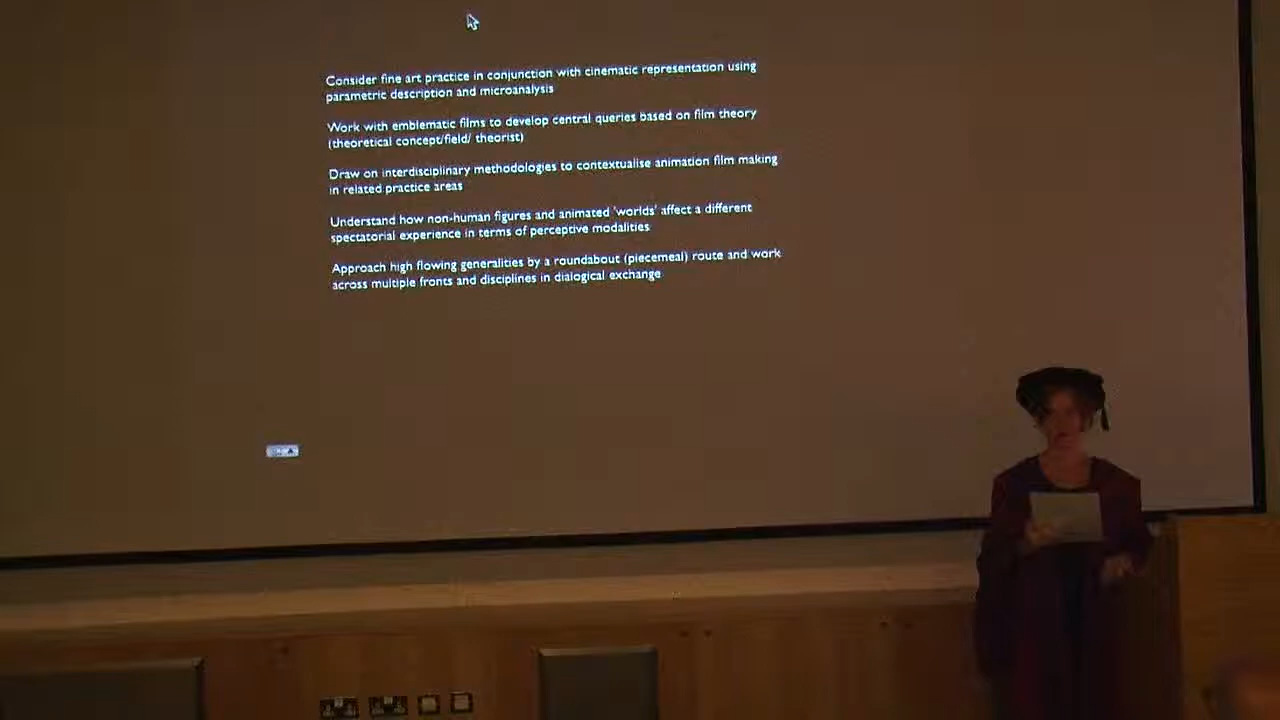 Consider fine art practice in conjunction with cinematic representation using
parametric description and microanalysis
Work with emblematic films to develop central queries based on film theory
(theoretical concept/field/ theorist)
Draw on interdisciplinary methodologies to contextualise animation film making
in related practice areas
Understand how non-human figures and animated 'worlds' affect a different
spectatorial experience in terms of perceptive modalities
Approach high flowing generalities by a roundabout (piecemeal) route and work
across multiple fronts and disciplines in dialogical exchange